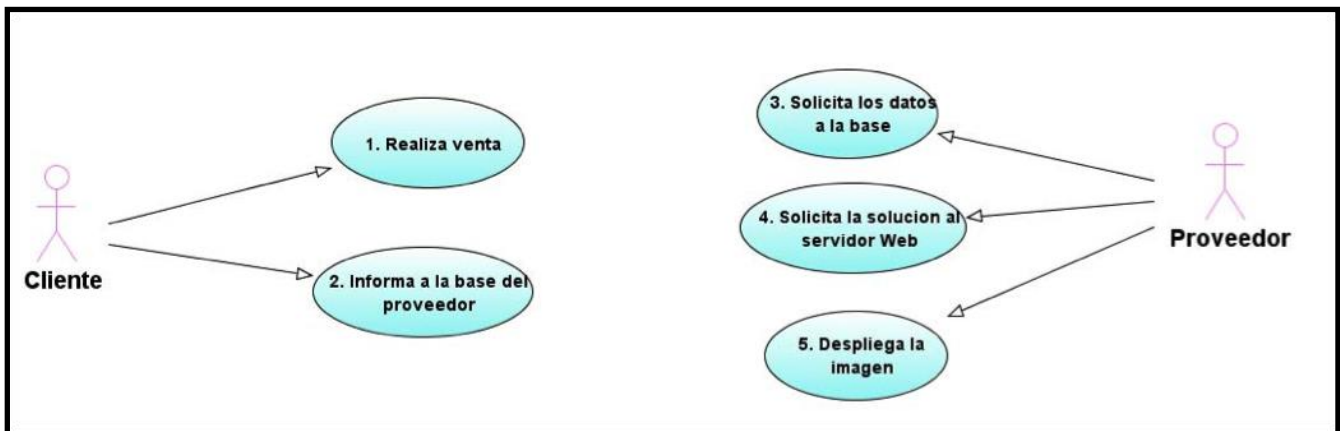 Cliente
1. Realiza venta
2. Informa a la base del
proveedor
3. Solicita los datos
a la base
4. Solicita la solucion al
servidor Web
5. Despliega la
imagen
Proveedor